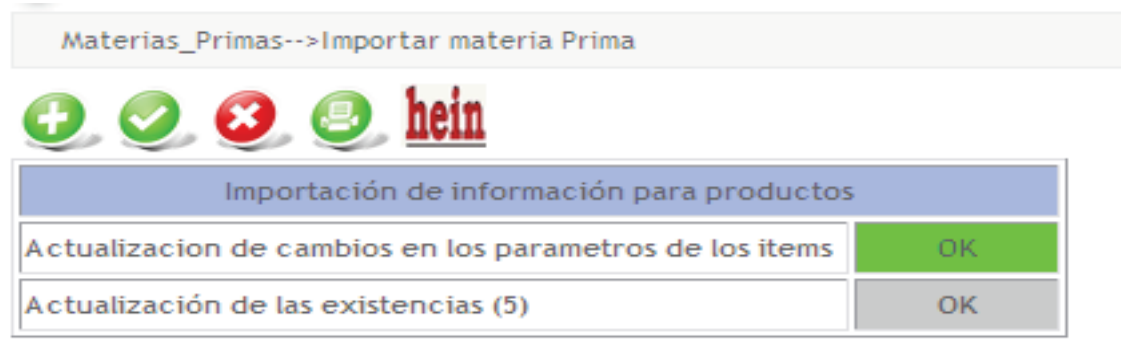 Materias_Primas-->Importar materia Prima
hein
Importación de información para productos
Actualizacion de cambios en los parametros de los items OK
Actualización de las existencias (5) OK